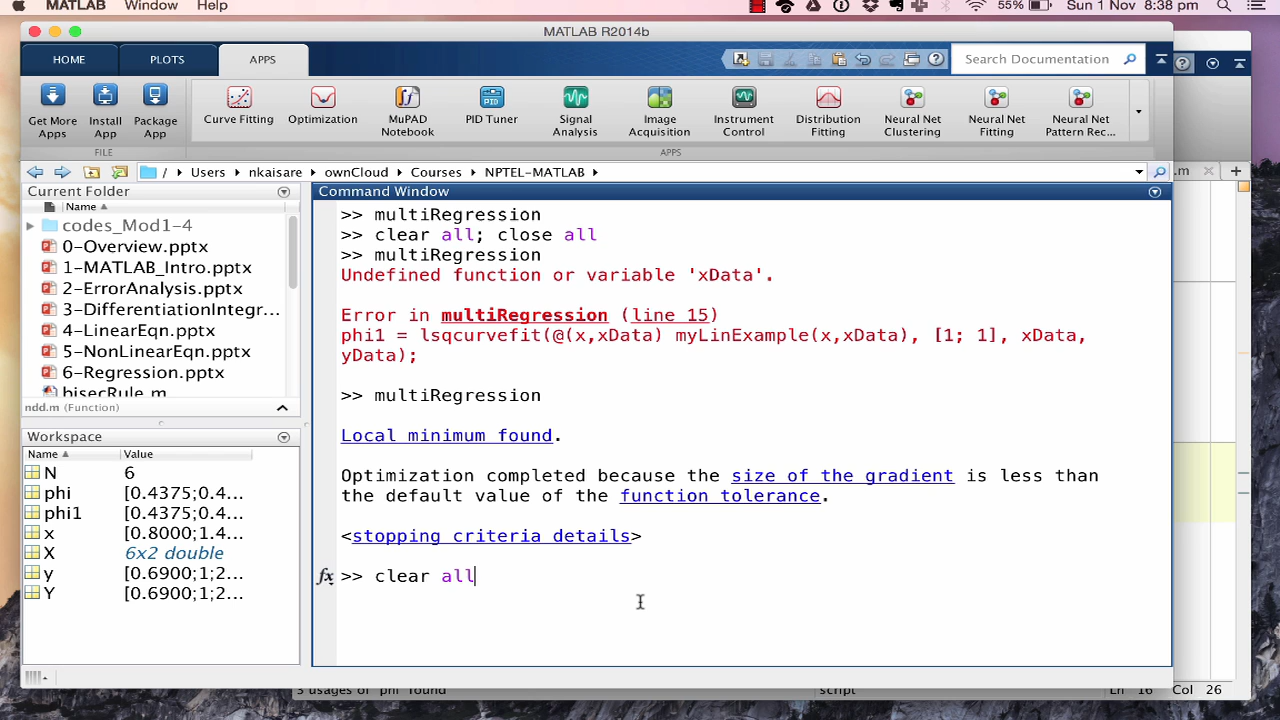 MATLAB Window Help 55% Sun 1 Nov 8:38 pm
MATLAB R2014b
HOME PLOTS APPS Search Documentation
Get More Apps
Install App
Package App
Curve Fitting
Optimization
MuPAD Notebook
PID Tuner
Signal Analysis
Image Acquisition
Instrument Control
Distribution Fitting
Neural Net Clustering
Neural Net Fitting
Neural Net Pattern Rec...
FILE APPS
/ Users nkaisare ownCloud Courses NPTEL-MATLAB
.m
Current Folder
Name
codes_Mod1-4
0-Overview.pptx
1-MATLAB_Intro.pptx
2-ErrorAnalysis.pptx
3-DifferentiationIntegr...
4-LinearEqn.pptx
5-NonLinearEqn.pptx
6-Regression.pptx
bisecRule.m
ndd.m (Function)
Workspace
Name Value
N 6
phi [0.4375;0.4...
phi1 [0.4375;0.4...
x [0.8000;1.4...
X 6x2 double
y [0.6900;1;2...
Y [0.6900;1;2...
Command Window
>> multiRegression
>> clear all; close all
>> multiRegression
Undefined function or variable 'xData'.
Error in multiRegression (line 15)
phi1 = lsqcurvefit(@(x,xData) myLinExample(x,xData), [1; 1], xData,
yData);
>> multiRegression
Local minimum found.
Optimization completed because the size of the gradient is less than
the default value of the function tolerance.
<stopping criteria details>
fx >> clear all
3 usages of "phi" found script Ln 16 Col 26